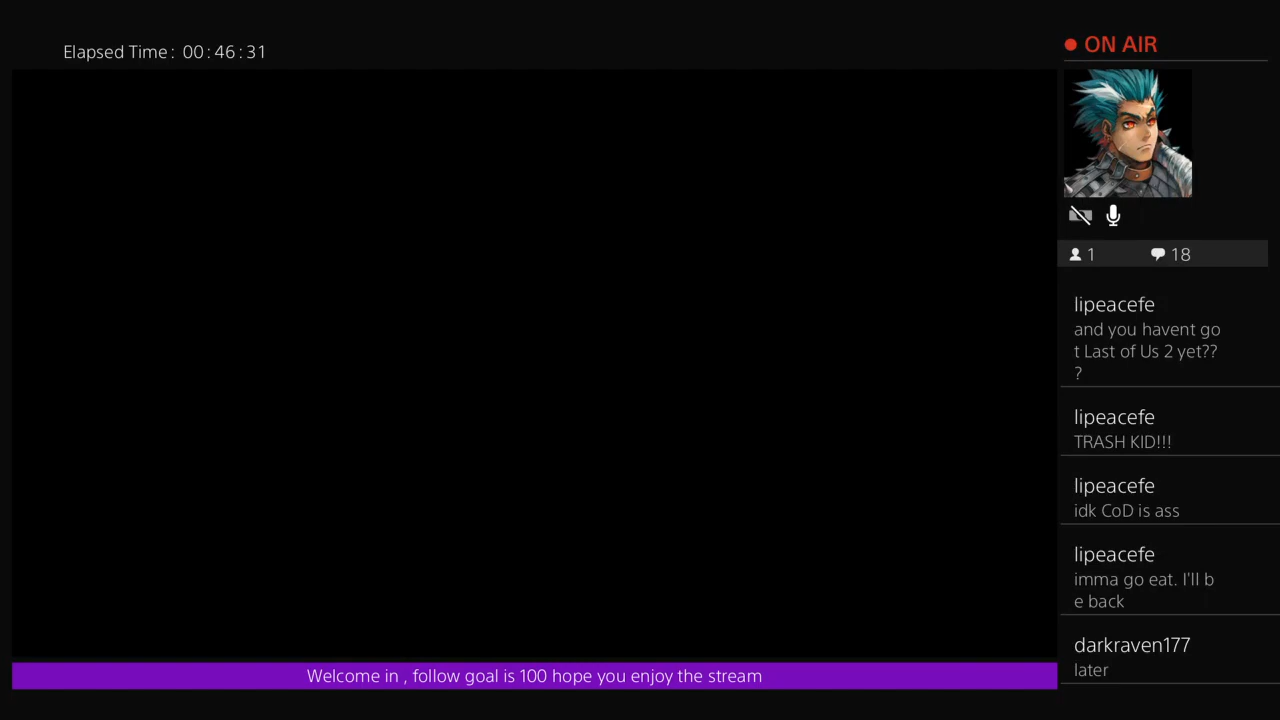 Elapsed Time: 00:46:31
ON AIR
1 18
lipeacefe
and you havent go
t Last of Us 2 yet??
?
lipeacefe
TRASH KID!!!
lipeacefe
idk CoD is ass
lipeacefe
imma go eat. I'll b
e back
darkraven177
later
Welcome in , follow goal is 100 hope you enjoy the stream